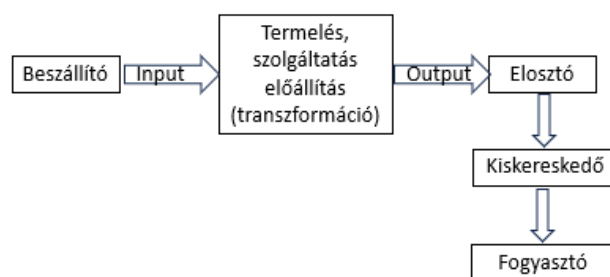 Beszállító
Input
Termelés,
szolgáltatás
előállítás
(transzformáció)
Output
Elosztó
Kiskereskedő
Fogyasztó